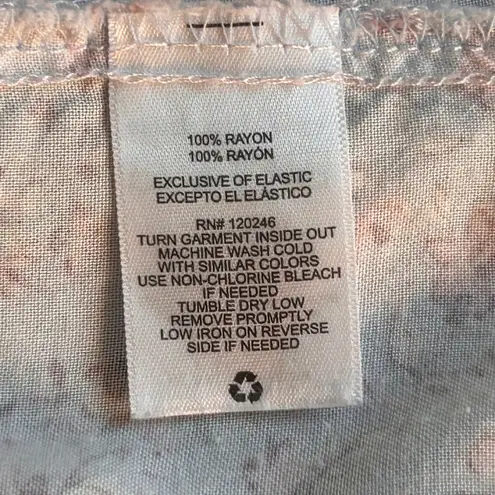 100% RAYON
100% RAYÓN
EXCLUSIVE OF ELASTIC
EXCEPTO EL ELÁSTICO
RN# 120246
TURN GARMENT INSIDE OUT
MACHINE WASH COLD
WITH SIMILAR COLORS
USE NON-CHLORINE BLEACH
IF NEEDED
TUMBLE DRY LOW
REMOVE PROMPTLY
LOW IRON ON REVERSE
SIDE IF NEEDED